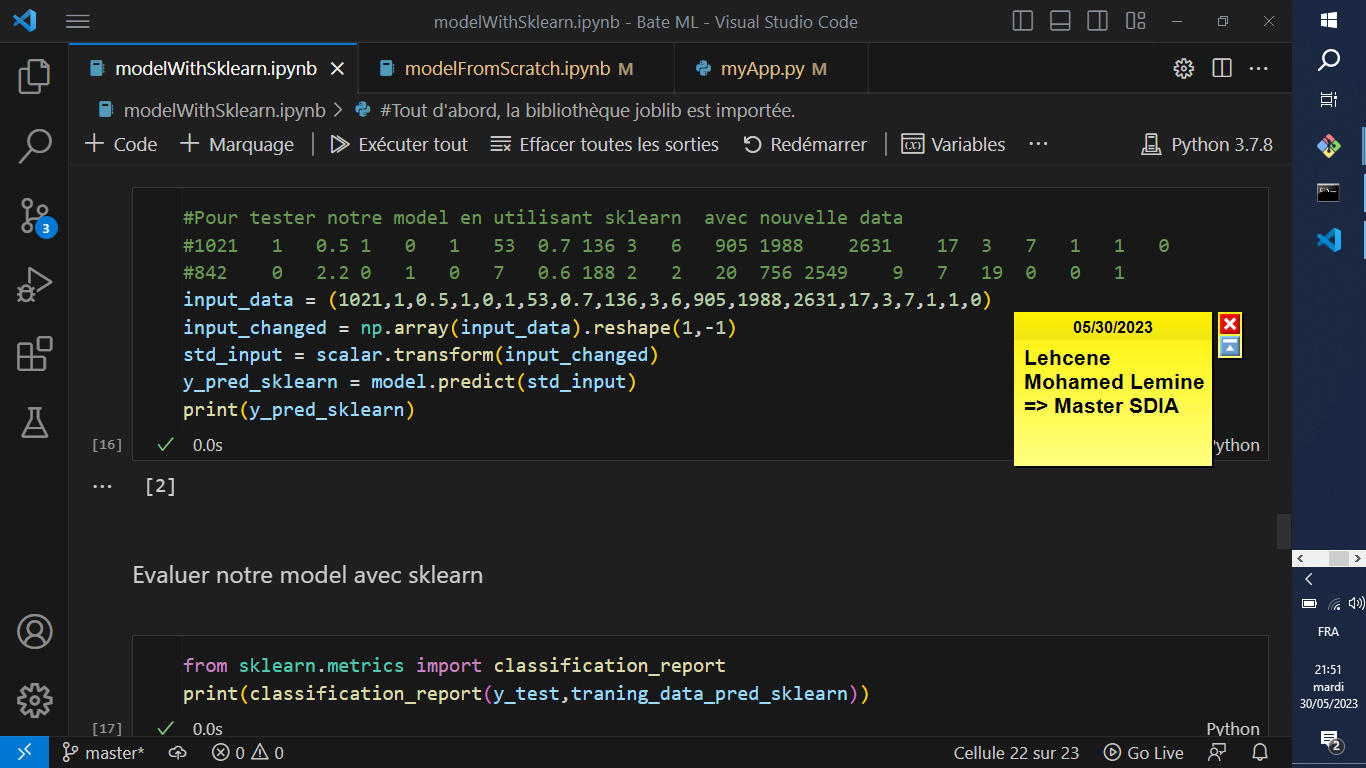 modelWithSklearn.ipynb - Bate ML - Visual Studio Code
modelWithSklearn.ipynb
modelFromScratch.ipynb M
myApp.py M
modelWithSklearn.ipynb > #Tout d'abord, la bibliothèque joblib est importée.
+ Code + Marquage | Exécuter tout Effacer toutes les sorties Redémarrer | Variables ... Python 3.7.8
#Pour tester notre model en utilisant sklearn  avec nouvelle data
#1021   1   0.5 1   0   1   53  0.7 136 3   6   905 1988    2631    17  3   7   1   1   0
#842    0   2.2 0   1   0   7   0.6 188 2   2   20  756 2549    9   7   19  0   0   1
input_data = (1021,1,0.5,1,0,1,53,0.7,136,3,6,905,1988,2631,17,3,7,1,1,0)
input_changed = np.array(input_data).reshape(1,-1)
std_input = scalar.transform(input_changed)
y_pred_sklearn = model.predict(std_input)
print(y_pred_sklearn)
[16] 0.0s
ython
... [2]
05/30/2023
Lehcene
Mohamed Lemine
=> Master SDIA
Evaluer notre model avec sklearn
from sklearn.metrics import classification_report
print(classification_report(y_test,traning_data_pred_sklearn))
[17] 0.0s
Python
3
master*
0 0
Cellule 22 sur 23
Go Live
FRA
21:51
mardi
30/05/2023
2